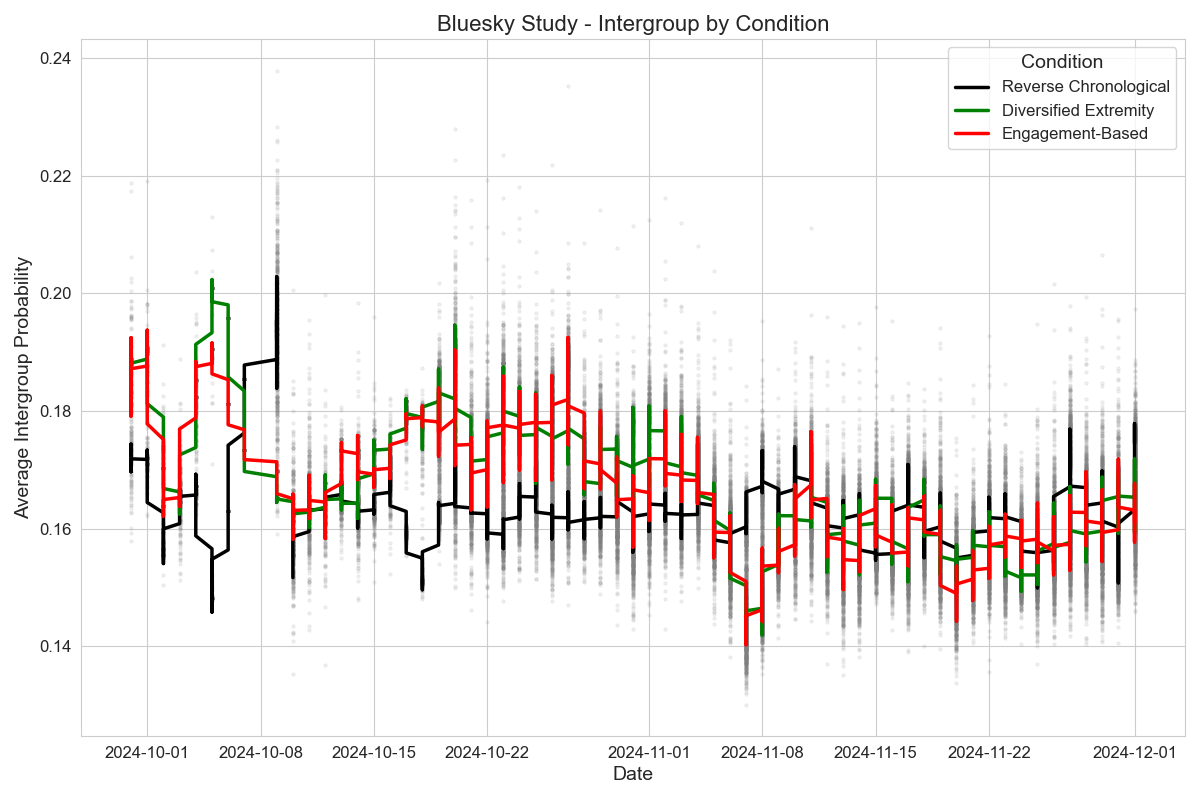 Bluesky Study - Intergroup by Condition
Condition
Reverse Chronological
Diversified Extremity
Engagement-Based
Average Intergroup Probability
0.24
0.22
0.20
0.18
0.16
0.14
2024-10-01
2024-10-08
2024-10-15
2024-10-22
2024-11-01
2024-11-08
2024-11-15
2024-11-22
2024-12-01
Date